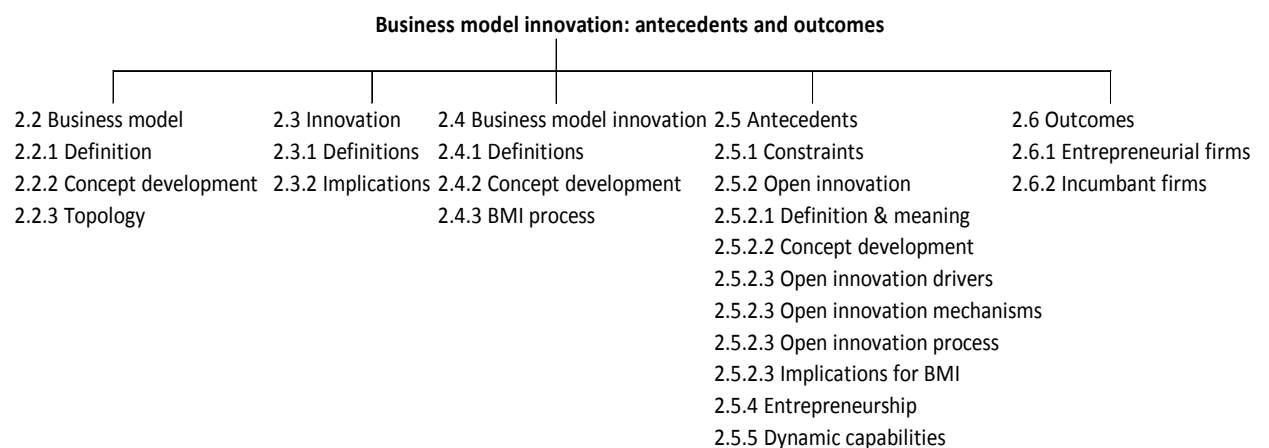 Business model innovation: antecedents and outcomes
2.2 Business model
2.2.1 Definition
2.2.2 Concept development
2.2.3 Topology
2.3 Innovation
2.3.1 Definitions
2.3.2 Implications
2.4 Business model innovation
2.4.1 Definitions
2.4.2 Concept development
2.4.3 BMI process
2.5 Antecedents
2.5.1 Constraints
2.5.2 Open innovation
2.5.2.1 Definition & meaning
2.5.2.2 Concept development
2.5.2.3 Open innovation drivers
2.5.2.3 Open innovation mechanisms
2.5.2.3 Open innovation process
2.5.2.3 Implications for BMI
2.5.4 Entrepreneurship
2.5.5 Dynamic capabilities
2.6 Outcomes
2.6.1 Entrepreneurial firms
2.6.2 Incumbant firms